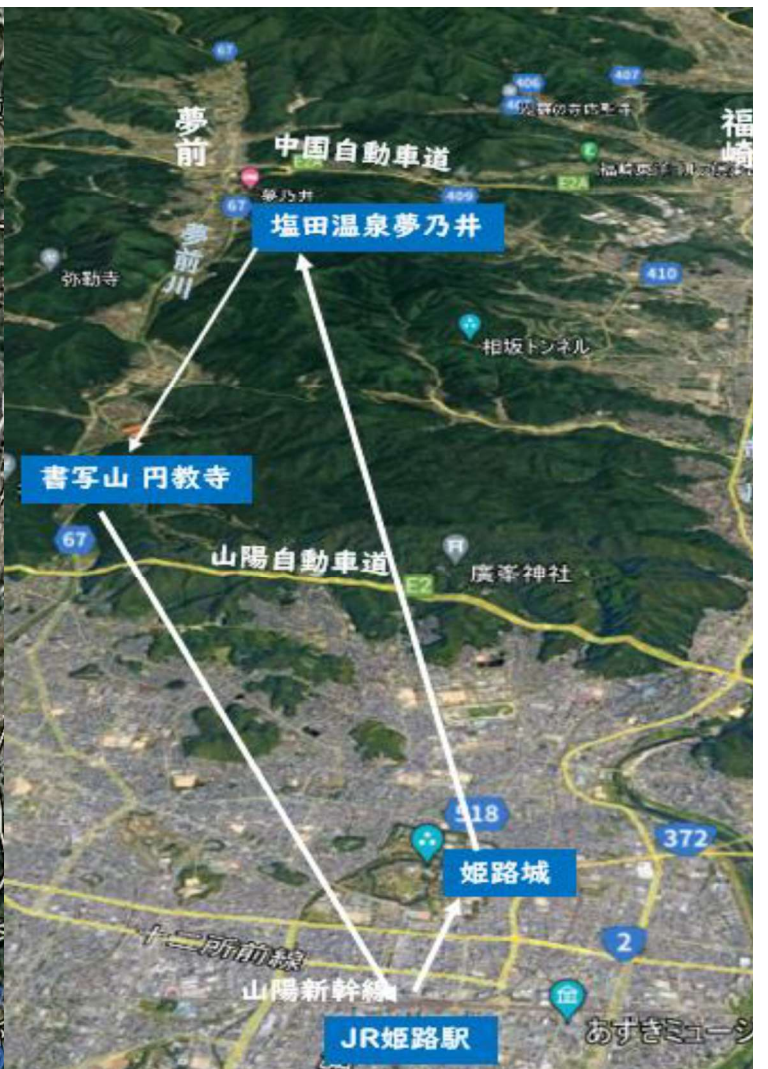 67
406
407
夢前
中国自動車道
福崎
E2A
夢乃井
67
409
塩田温泉夢乃井
夢前川
弥勒寺
410
相坂トンネル
書写山 円教寺
67
山陽自動車道
E2
廣峯神社
518
372
姫路城
2
十二所前線
山陽新幹線
あずきミュージ
JR姫路駅